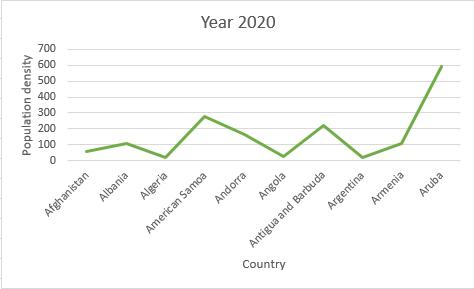 Year 2020
Population density
700
600
500
400
300
200
100
0
Afghanistan
Albania
Algeria
American Samoa
Andorra
Angola
Antigua and Barbuda
Argentina
Armenia
Aruba
Country